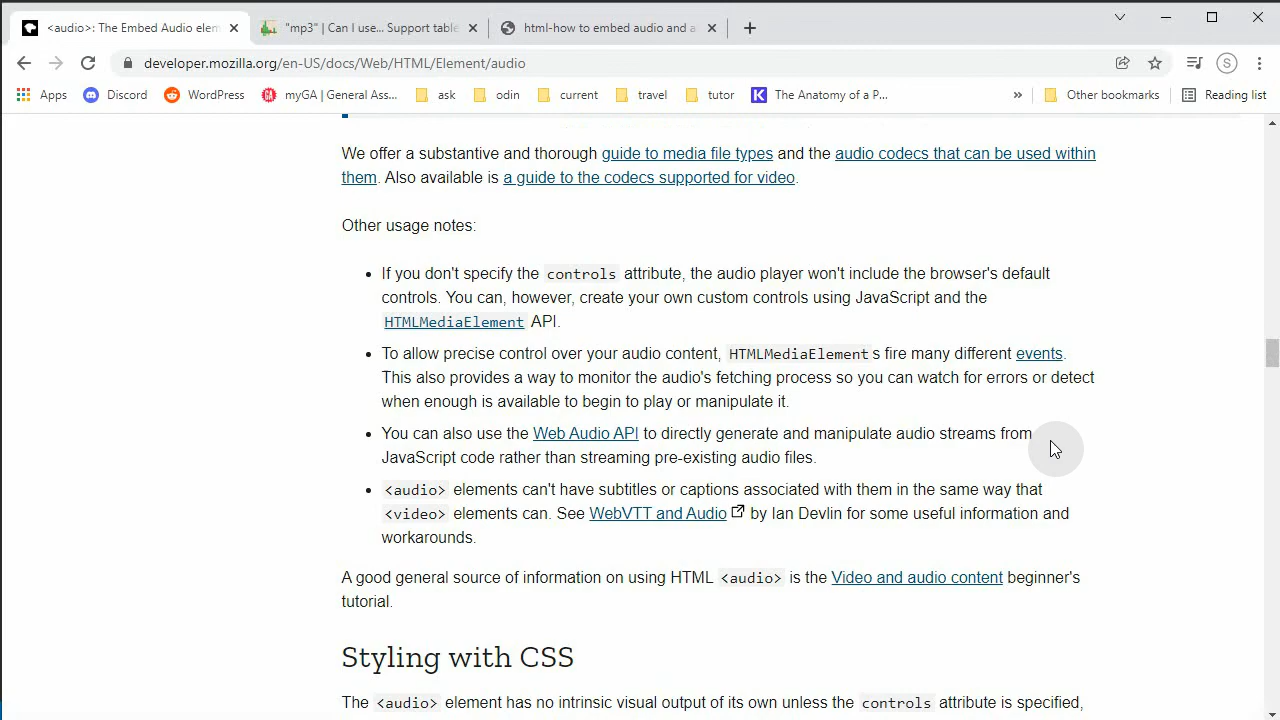 <audio>: The Embed Audio elem
"mp3" | Can I use... Support table
html-how to embed audio and a
developer.mozilla.org/en-US/docs/Web/HTML/Element/audio
S
Apps
Discord
WordPress
myGA | General Ass...
ask
odin
current
travel
tutor
The Anatomy of a P...
»
Other bookmarks
Reading list
We offer a substantive and thorough guide to media file types and the audio codecs that can be used within
them. Also available is a guide to the codecs supported for video.
Other usage notes:
• If you don't specify the controls attribute, the audio player won't include the browser's default
controls. You can, however, create your own custom controls using JavaScript and the
HTMLMediaElement API.
• To allow precise control over your audio content, HTMLMediaElements fire many different events.
This also provides a way to monitor the audio's fetching process so you can watch for errors or detect
when enough is available to begin to play or manipulate it.
• You can also use the Web Audio API to directly generate and manipulate audio streams from
JavaScript code rather than streaming pre-existing audio files.
• <audio> elements can't have subtitles or captions associated with them in the same way that
<video> elements can. See WebVTT and Audio by Ian Devlin for some useful information and
workarounds.
A good general source of information on using HTML <audio> is the Video and audio content beginner's
tutorial.
Styling with CSS
The <audio> element has no intrinsic visual output of its own unless the controls attribute is specified,